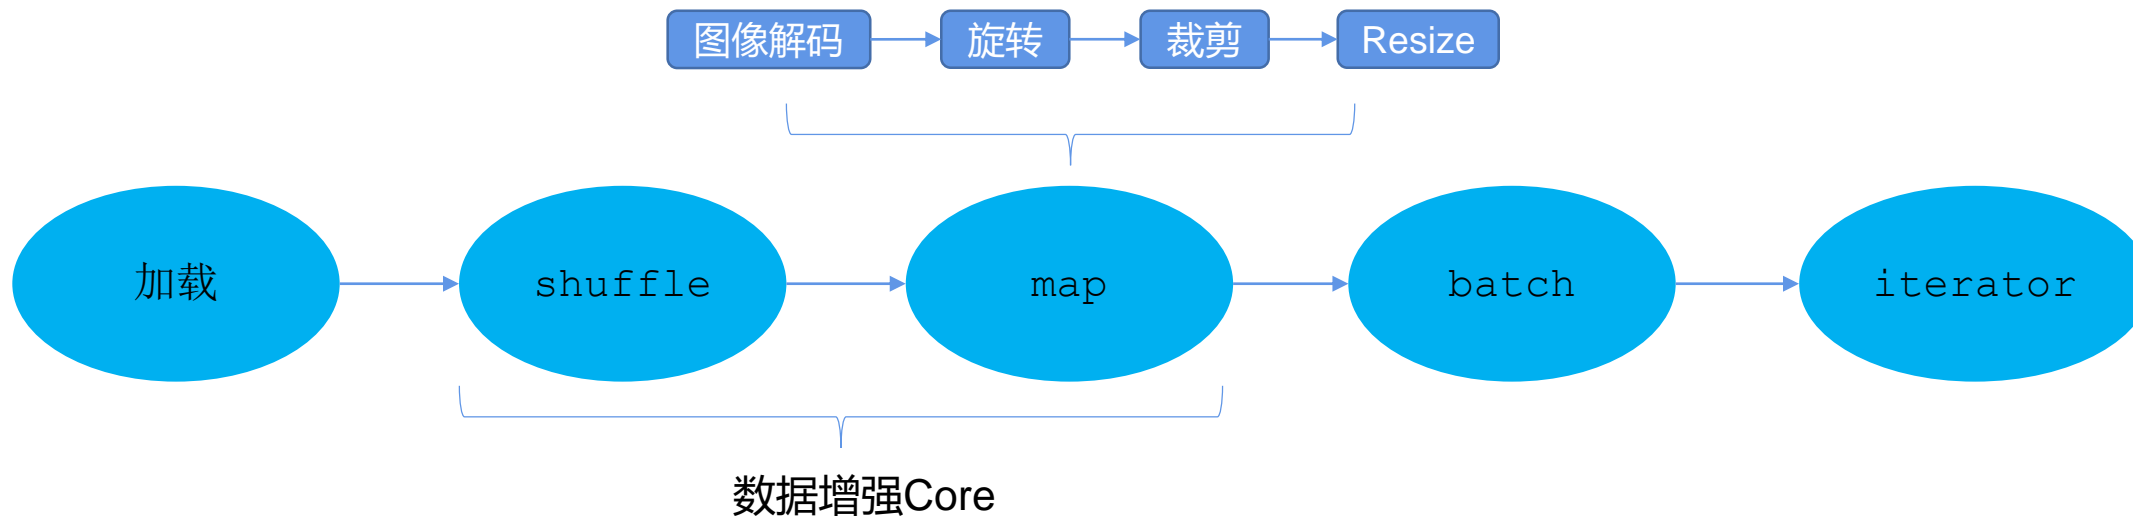 图像解码 旋转 裁剪 Resize
加载 shuffle map batch iterator
数据增强Core